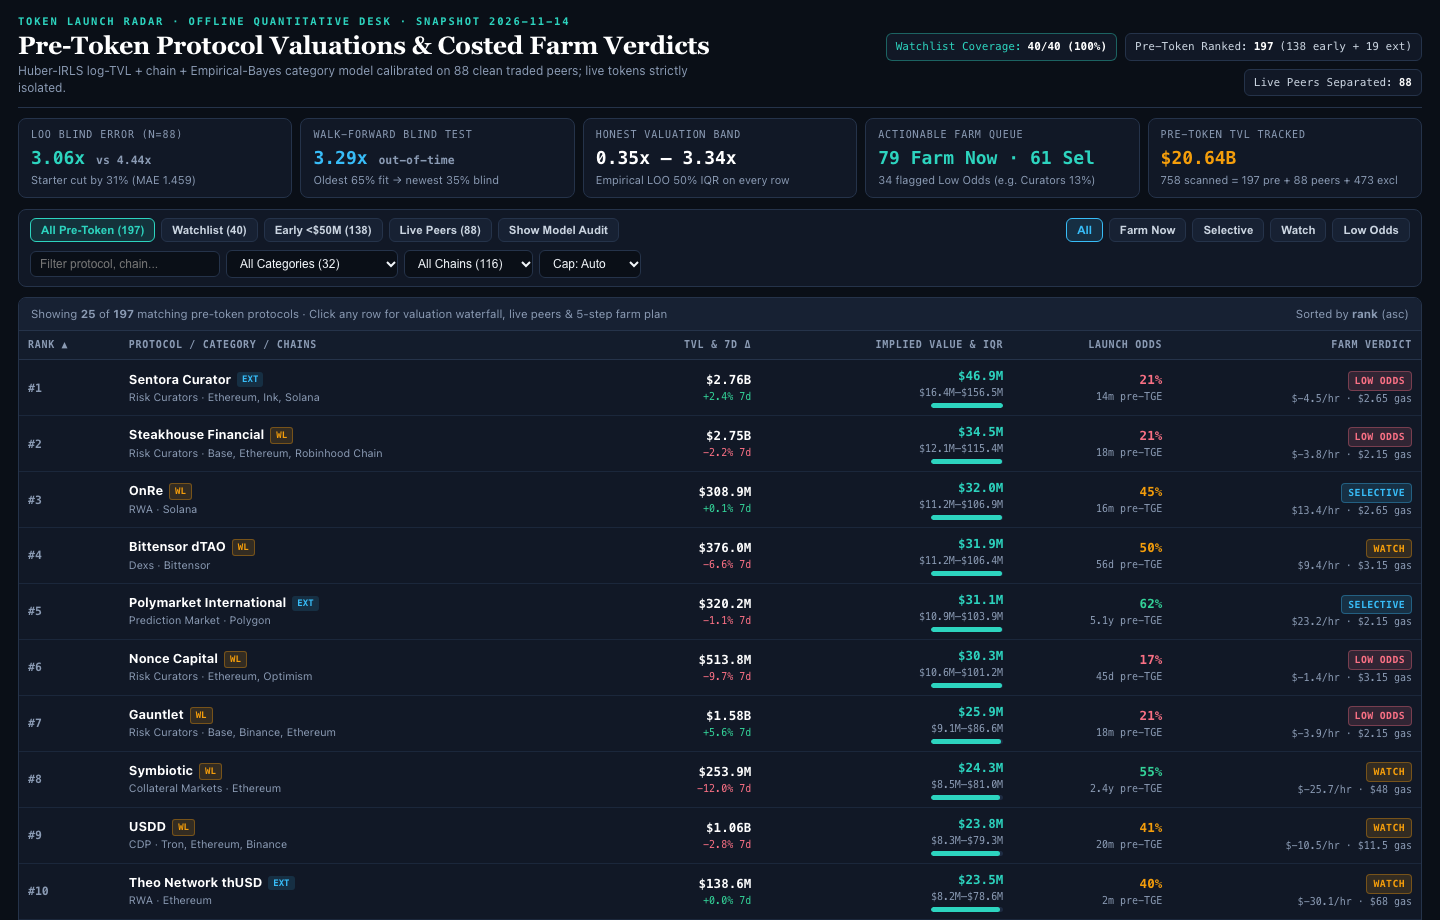 TOKEN LAUNCH RADAR · OFFLINE QUANTITATIVE DESK · SNAPSHOT 2026-11-14
Pre-Token Protocol Valuations & Costed Farm Verdicts
Huber-IRLS log-TVL + chain + Empirical-Bayes category model calibrated on 88 clean traded peers; live tokens strictly
isolated.
Watchlist Coverage: 40/40 (100%)
Pre-Token Ranked: 197 (138 early + 19 ext)
Live Peers Separated: 88
LOO BLIND ERROR (N=88)
3.06x vs 4.44x
Starter cut by 31% (MAE 1.459)
WALK-FORWARD BLIND TEST
3.29x out-of-time
Oldest 65% fit → newest 35% blind
HONEST VALUATION BAND
0.35x — 3.34x
Empirical LOO 50% IQR on every row
ACTIONABLE FARM QUEUE
79 Farm Now · 61 Sel
34 flagged Low Odds (e.g. Curators 13%)
PRE-TOKEN TVL TRACKED
$20.64B
758 scanned = 197 pre + 88 peers + 473 excl
All Pre-Token (197) Watchlist (40) Early <$50M (138) Live Peers (88) Show Model Audit
All Farm Now Selective Watch Low Odds
Filter protocol, chain... All Categories (32) All Chains (116) Cap: Auto
Showing 25 of 197 matching pre-token protocols · Click any row for valuation waterfall, live peers & 5-step farm plan
Sorted by rank (asc)
RANK ▲ PROTOCOL / CATEGORY / CHAINS TVL & 7D Δ IMPLIED VALUE & IQR LAUNCH ODDS FARM VERDICT
#1 Sentora Curator EXT $2.76B $46.9M 21% LOW ODDS
Risk Curators · Ethereum, Ink, Solana +2.4% 7d $16.4M—$156.5M 14m pre-TGE $-4.5/hr · $2.65 gas
#2 Steakhouse Financial WL $2.75B $34.5M 21% LOW ODDS
Risk Curators · Base, Ethereum, Robinhood Chain -2.2% 7d $12.1M—$115.4M 18m pre-TGE $-3.8/hr · $2.15 gas
#3 OnRe WL $308.9M $32.0M 45% SELECTIVE
RWA · Solana +0.1% 7d $11.2M—$106.9M 16m pre-TGE $13.4/hr · $2.65 gas
#4 Bittensor dTAO WL $376.0M $31.9M 50% WATCH
Dexs · Bittensor -6.6% 7d $11.2M—$106.4M 56d pre-TGE $9.4/hr · $3.15 gas
#5 Polymarket International EXT $320.2M $31.1M 62% SELECTIVE
Prediction Market · Polygon -1.1% 7d $10.9M—$103.9M 5.1y pre-TGE $23.2/hr · $2.15 gas
#6 Nonce Capital WL $513.8M $30.3M 17% LOW ODDS
Risk Curators · Ethereum, Optimism -9.7% 7d $10.6M—$101.2M 45d pre-TGE $-1.4/hr · $3.15 gas
#7 Gauntlet WL $1.58B $25.9M 21% LOW ODDS
Risk Curators · Base, Binance, Ethereum +5.6% 7d $9.1M—$86.6M 18m pre-TGE $-3.9/hr · $2.15 gas
#8 Symbiotic WL $253.9M $24.3M 55% WATCH
Collateral Markets · Ethereum -12.0% 7d $8.5M—$81.0M 2.4y pre-TGE $-25.7/hr · $48 gas
#9 USDD WL $1.06B $23.8M 41% WATCH
CDP · Tron, Ethereum, Binance -2.8% 7d $8.3M—$79.3M 20m pre-TGE $-10.5/hr · $11.5 gas
#10 Theo Network thUSD EXT $138.6M $23.5M 40% WATCH
RWA · Ethereum +0.0% 7d $8.2M—$78.6M 2m pre-TGE $-30.1/hr · $68 gas